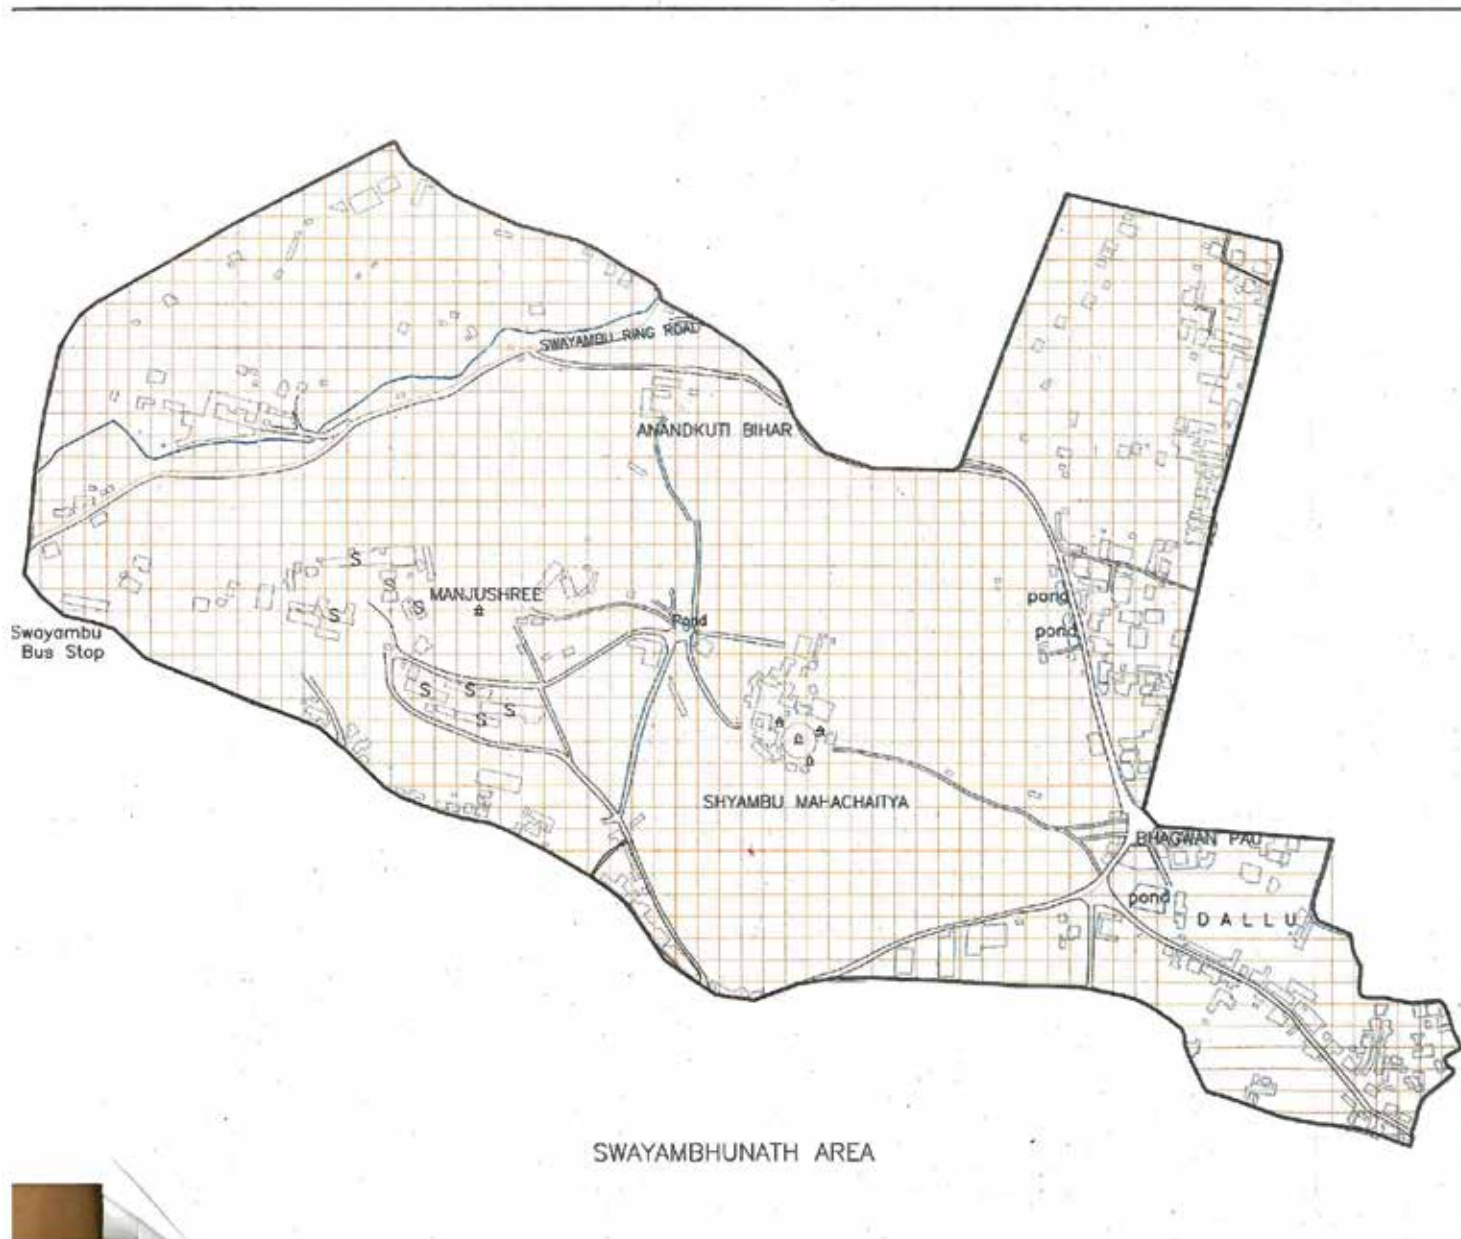 SWAYAMBU RING ROAD
ANANDKUTI BIHAR
S
S
MANJUSHREE
S
S
pond
Pond
pond
Swayambu
Bus Stop
S
S
S
S
SHYAMBU MAHACHAITYA
BHAGWAN PAU
pond
DALLU
SWAYAMBHUNATH AREA